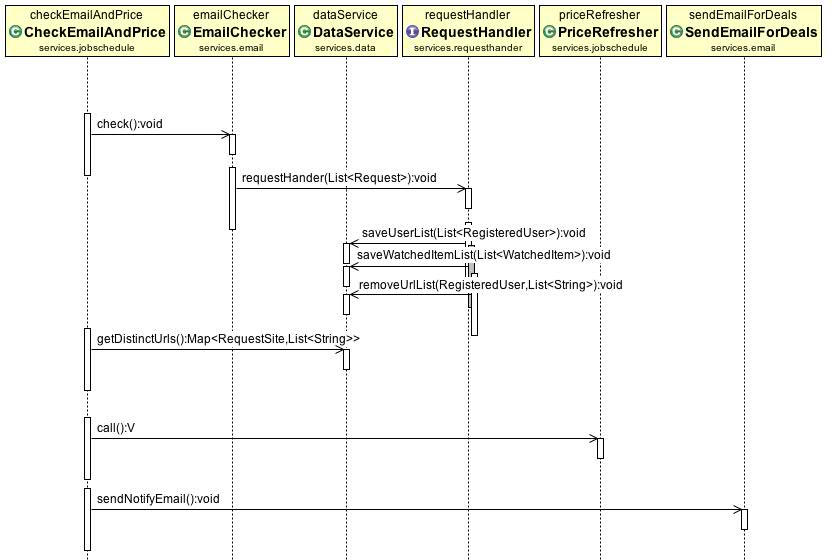 checkEmailAndPrice
C CheckEmailAndPrice
services.jobschedule
emailChecker
C EmailChecker
services.email
dataService
C DataService
services.data
requestHandler
I RequestHandler
services.requesthander
priceRefresher
C PriceRefresher
services.jobschedule
sendEmailForDeals
C SendEmailForDeals
services.email
check():void
requestHander(List<Request>):void
saveUserList(List<RegisteredUser>):void
saveWatchedItemList(List<WatchedItem>):void
removeUrlList(RegisteredUser,List<String>):void
getDistinctUrls():Map<RequestSite,List<String>>
call():V
sendNotifyEmail():void